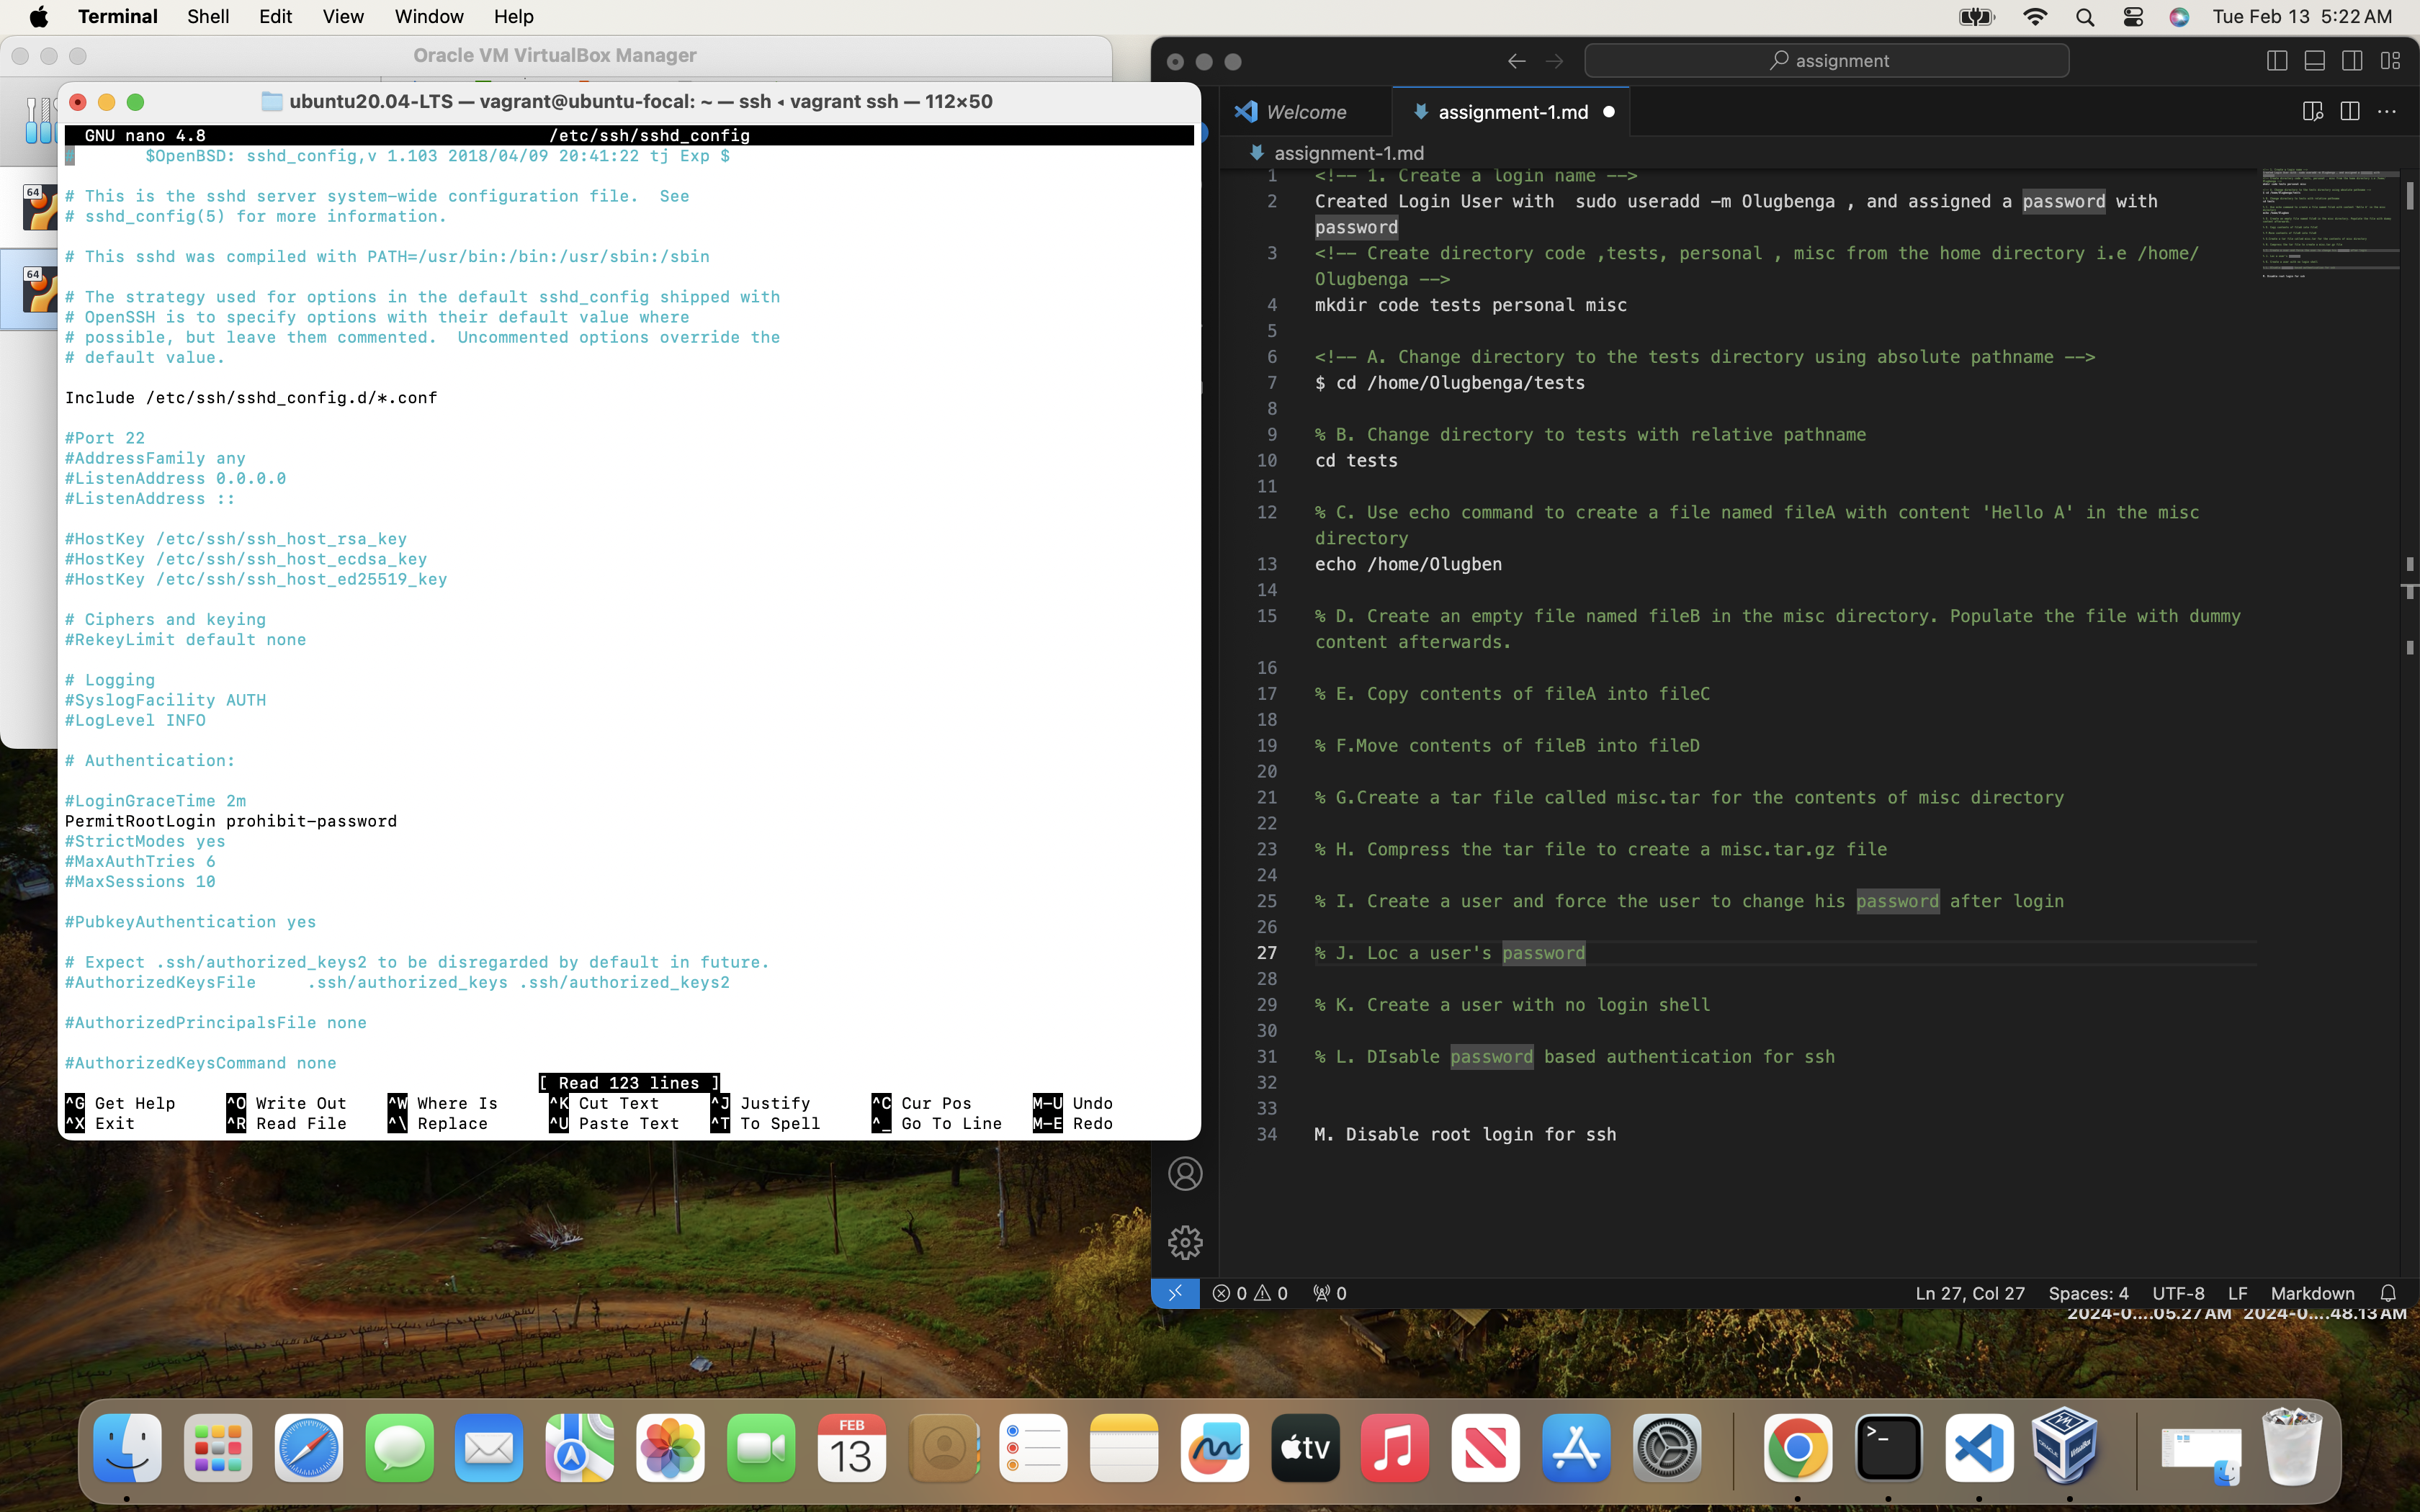 Terminal Shell Edit View Window Help
Tue Feb 13 5:22 AM
Oracle VM VirtualBox Manager
64
64
ubuntu20.04-LTS — vagrant@ubuntu-focal: ~ — ssh ◂ vagrant ssh — 112×50
GNU nano 4.8 /etc/ssh/sshd_config
# $OpenBSD: sshd_config,v 1.103 2018/04/09 20:41:22 tj Exp $
# This is the sshd server system-wide configuration file. See
# sshd_config(5) for more information.
# This sshd was compiled with PATH=/usr/bin:/bin:/usr/sbin:/sbin
# The strategy used for options in the default sshd_config shipped with
# OpenSSH is to specify options with their default value where
# possible, but leave them commented. Uncommented options override the
# default value.
Include /etc/ssh/sshd_config.d/*.conf
#Port 22
#AddressFamily any
#ListenAddress 0.0.0.0
#ListenAddress ::
#HostKey /etc/ssh/ssh_host_rsa_key
#HostKey /etc/ssh/ssh_host_ecdsa_key
#HostKey /etc/ssh/ssh_host_ed25519_key
# Ciphers and keying
#RekeyLimit default none
# Logging
#SyslogFacility AUTH
#LogLevel INFO
# Authentication:
#LoginGraceTime 2m
PermitRootLogin prohibit-password
#StrictModes yes
#MaxAuthTries 6
#MaxSessions 10
#PubkeyAuthentication yes
# Expect .ssh/authorized_keys2 to be disregarded by default in future.
#AuthorizedKeysFile .ssh/authorized_keys .ssh/authorized_keys2
#AuthorizedPrincipalsFile none
#AuthorizedKeysCommand none
[ Read 123 lines ]
^G Get Help ^O Write Out ^W Where Is ^K Cut Text ^J Justify ^C Cur Pos M-U Undo
^X Exit ^R Read File ^\ Replace ^U Paste Text ^T To Spell ^_ Go To Line M-E Redo
assignment
Welcome assignment-1.md
assignment-1.md
1 <!-- 1. Create a login name -->
2 Created Login User with sudo useradd -m Olugbenga , and assigned a password with
password
3 <!-- Create directory code ,tests, personal , misc from the home directory i.e /home/
Olugbenga -->
4 mkdir code tests personal misc
5
6 <!-- A. Change directory to the tests directory using absolute pathname -->
7 $ cd /home/Olugbenga/tests
8
9 % B. Change directory to tests with relative pathname
10 cd tests
11
12 % C. Use echo command to create a file named fileA with content 'Hello A' in the misc
directory
13 echo /home/Olugben
14
15 % D. Create an empty file named fileB in the misc directory. Populate the file with dummy
content afterwards.
16
17 % E. Copy contents of fileA into fileC
18
19 % F.Move contents of fileB into fileD
20
21 % G.Create a tar file called misc.tar for the contents of misc directory
22
23 % H. Compress the tar file to create a misc.tar.gz file
24
25 % I. Create a user and force the user to change his password after login
26
27 % J. Loc a user's password
28
29 % K. Create a user with no login shell
30
31 % L. DIsable password based authentication for ssh
32
33
34 M. Disable root login for ssh
0 0 0 Ln 27, Col 27 Spaces: 4 UTF-8 LF Markdown
2024-0....05.27 AM 2024-0....48.13 AM
FEB
13
tv
>_